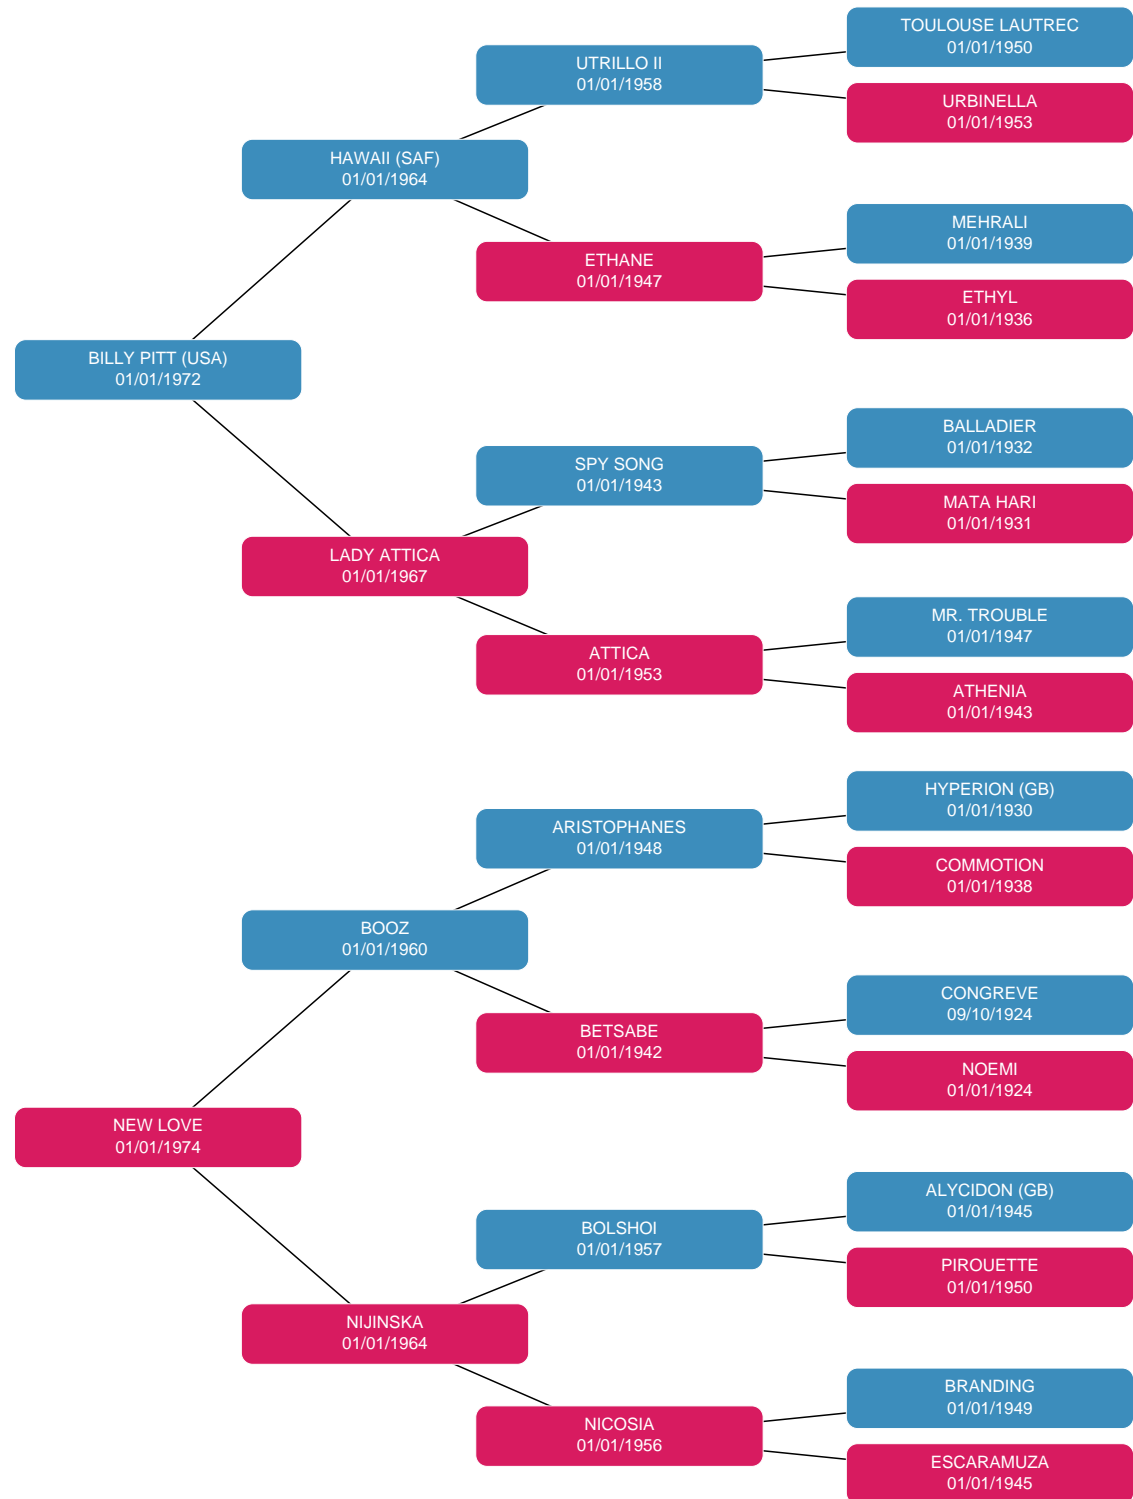 TOULOUSE LAUTREC
01/01/1950
UTRILLO II
01/01/1958
URBINELLA
01/01/1953
HAWAII (SAF)
01/01/1964
MEHRALI
01/01/1939
ETHANE
01/01/1947
ETHYL
01/01/1936
BILLY PITT (USA)
01/01/1972
BALLADIER
01/01/1932
SPY SONG
01/01/1943
MATA HARI
01/01/1931
LADY ATTICA
01/01/1967
MR. TROUBLE
01/01/1947
ATTICA
01/01/1953
ATHENIA
01/01/1943
HYPERION (GB)
01/01/1930
ARISTOPHANES
01/01/1948
COMMOTION
01/01/1938
BOOZ
01/01/1960
CONGREVE
09/10/1924
BETSABE
01/01/1942
NOEMI
01/01/1924
NEW LOVE
01/01/1974
ALYCIDON (GB)
01/01/1945
BOLSHOI
01/01/1957
PIROUETTE
01/01/1950
NIJINSKA
01/01/1964
BRANDING
01/01/1949
NICOSIA
01/01/1956
ESCARAMUZA
01/01/1945